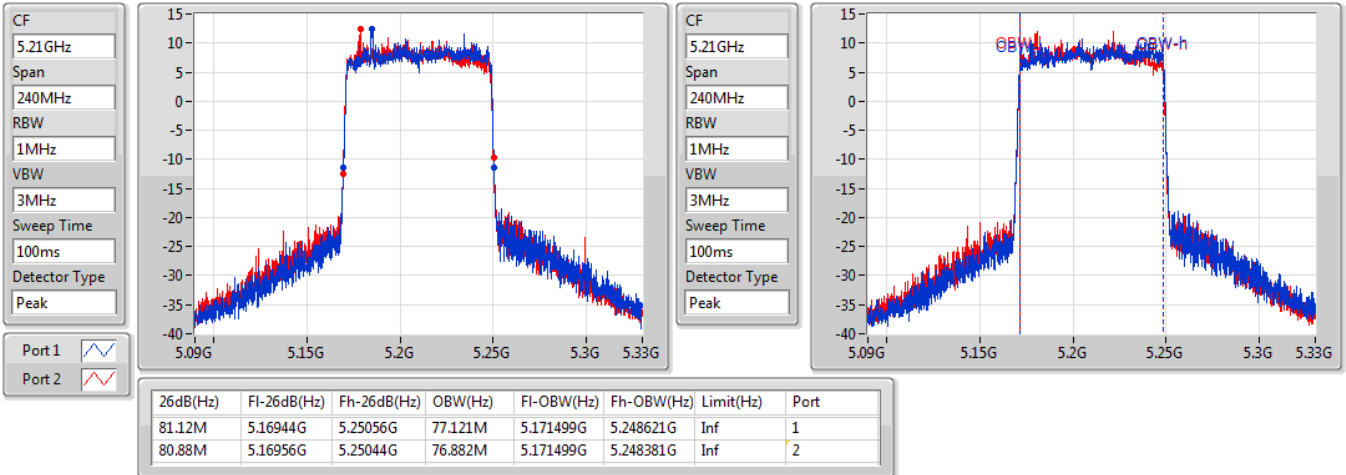 CF
5.21GHz
Span
240MHz
RBW
1MHz
VBW
3MHz
Sweep Time
100ms
Detector Type
Peak
15
10
5
0
-5
-10
-15
-20
-25
-30
-35
-40
5.09G 5.15G 5.2G 5.25G 5.3G 5.33G
CF
5.21GHz
Span
240MHz
RBW
1MHz
VBW
3MHz
Sweep Time
100ms
Detector Type
Peak
15
10
5
0
-5
-10
-15
-20
-25
-30
-35
-40
OBW-h
5.09G 5.15G 5.2G 5.25G 5.3G 5.33G
Port 1
Port 2
26dB(Hz) Fl-26dB(Hz) Fh-26dB(Hz) OBW(Hz) Fl-OBW(Hz) Fh-OBW(Hz) Limit(Hz) Port
81.12M 5.16944G 5.25056G 77.121M 5.171499G 5.248621G Inf 1
80.88M 5.16956G 5.25044G 76.882M 5.171499G 5.248381G Inf 2